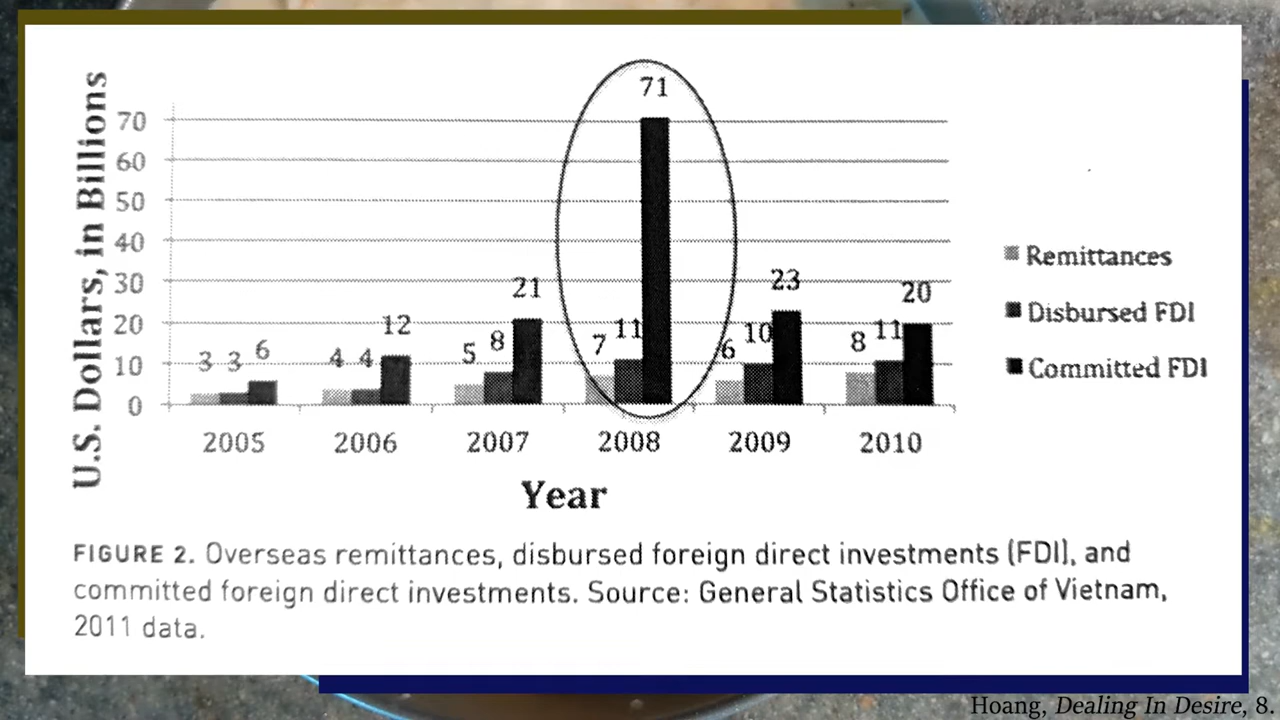 U.S. Dollars, in Billions
71
70
60
50
40
30
20
10
0
3 3 6
4 4 12
5 8 21
7 11
6 10 23
8 11 20
2005 2006 2007 2008 2009 2010
Year
Remittances
Disbursed FDI
Committed FDI
FIGURE 2. Overseas remittances, disbursed foreign direct investments (FDI), and
committed foreign direct investments. Source: General Statistics Office of Vietnam,
2011 data.
Hoang, Dealing In Desire, 8.